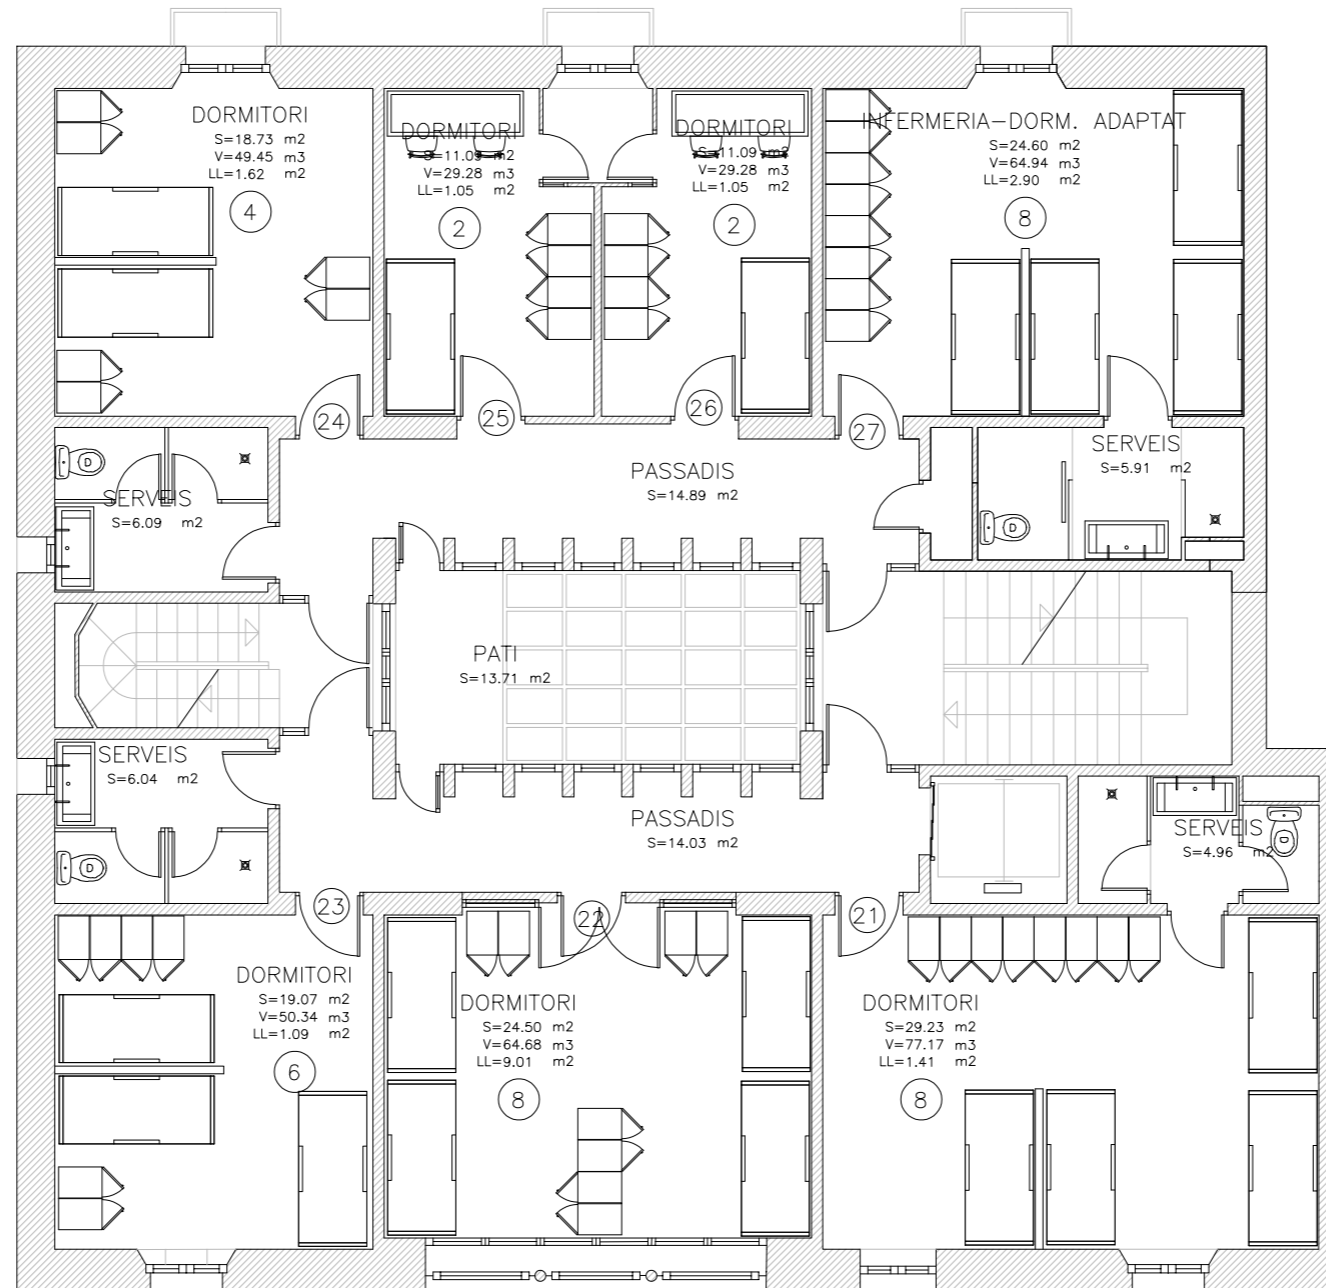 DORMITORI
S=18.73 m2
V=49.45 m3
LL=1.62 m2
4
DORMITORI
S=11.09 m2
V=29.28 m3
LL=1.05 m2
2
DORMITORI
S=11.09 m2
V=29.28 m3
LL=1.05 m2
2
INFERMERIA-DORM. ADAPTAT
S=24.60 m2
V=64.94 m3
LL=2.90 m2
8
24
25
26
27
SERVEIS
S=6.09 m2
D
PASSADIS
S=14.89 m2
SERVEIS
S=5.91 m2
D
PATI
S=13.71 m2
SERVEIS
S=6.04 m2
D
PASSADIS
S=14.03 m2
SERVEIS
S=4.96 m2
D
23
22
21
DORMITORI
S=19.07 m2
V=50.34 m3
LL=1.09 m2
6
DORMITORI
S=24.50 m2
V=64.68 m3
LL=9.01 m2
8
DORMITORI
S=29.23 m2
V=77.17 m3
LL=1.41 m2
8